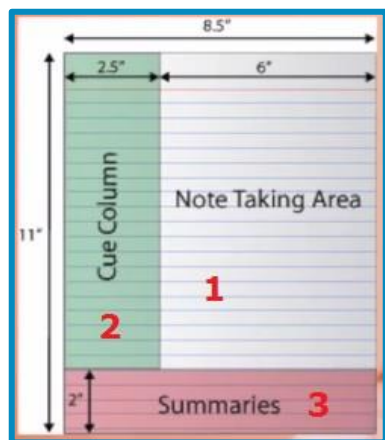 8.5"
2.5"
6"
11"
Cue Column
Note Taking Area
1
2
2"
Summaries 3